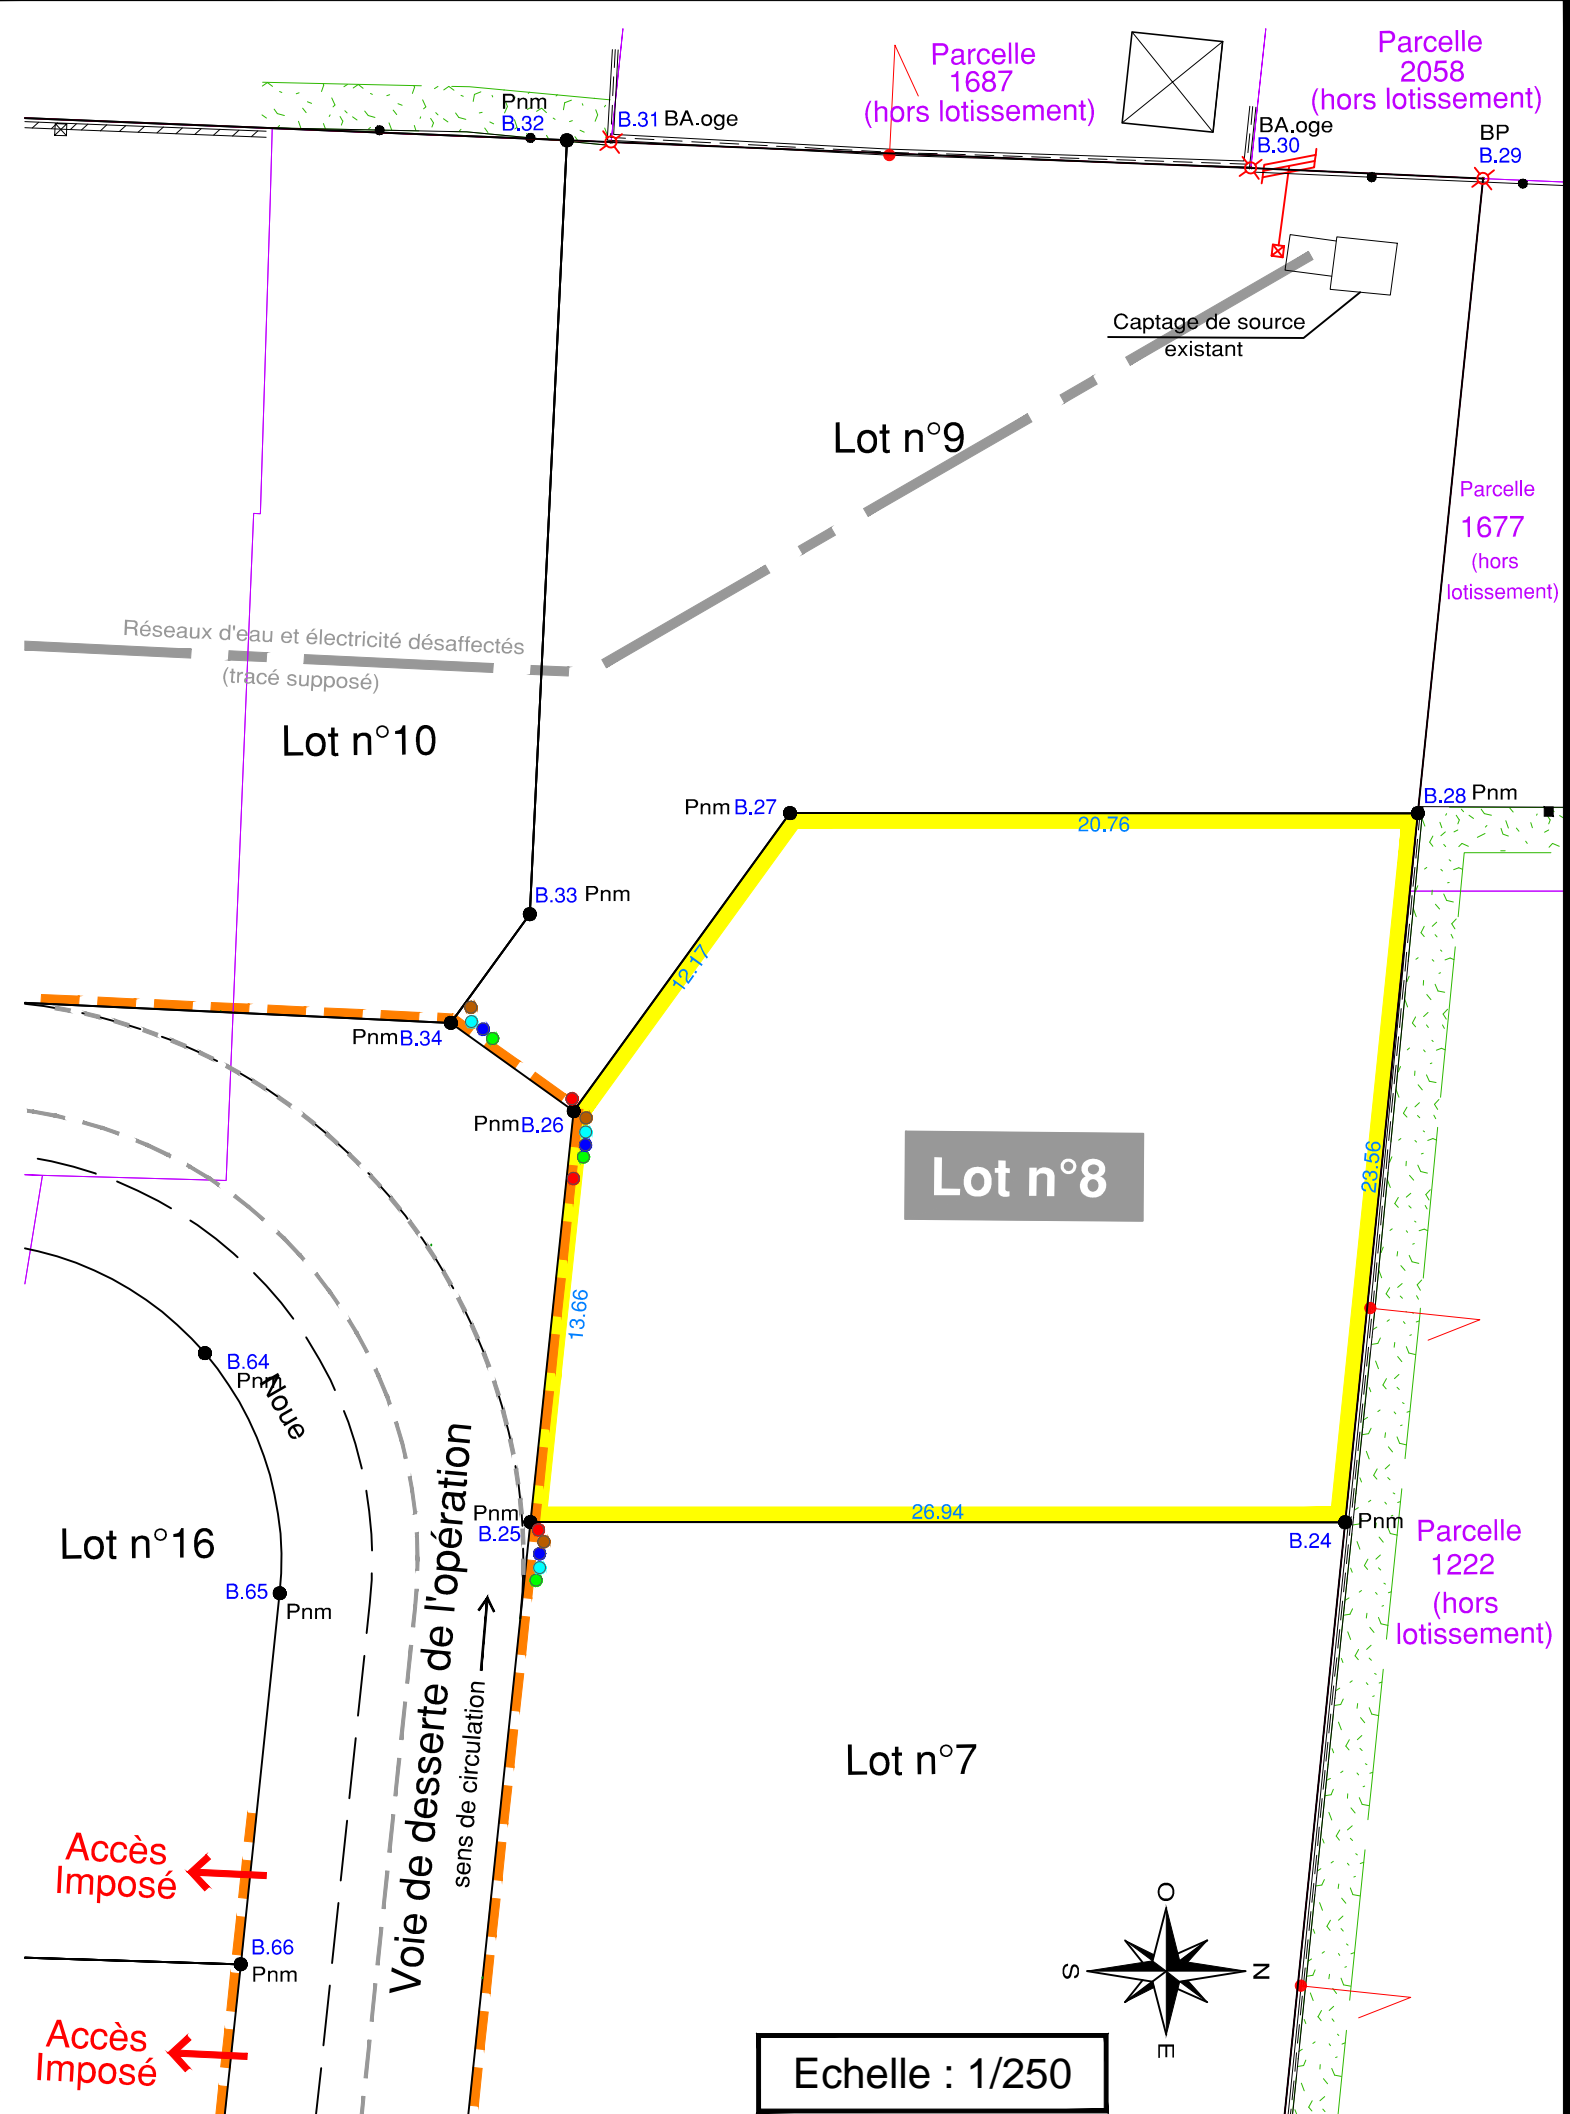 Parcelle
1687
(hors lotissement)
Parcelle
2058
(hors lotissement)
Pnm
B.32
B.31 BA.oge
BA.oge
B.30
BP
B.29
Captage de source
existant
Lot n°9
Parcelle
1677
(hors
lotissement)
Réseaux d'eau et électricité désaffectés
(tracé supposé)
Lot n°10
Pnm B.27
B.28 Pnm
20.76
B.33 Pnm
12.17
Pnm B.34
Pnm B.26
Lot n°8
23.56
13.66
B.64
Pnm
Noue
Voie de desserte de l'opération
sens de circulation
Pnm
B.25
26.94
B.24
Pnm
Parcelle
1222
(hors
lotissement)
Lot n°16
B.65
Pnm
Lot n°7
Accès
Imposé
B.66
Pnm
Accès
Imposé
O
S
N
E
Echelle : 1/250